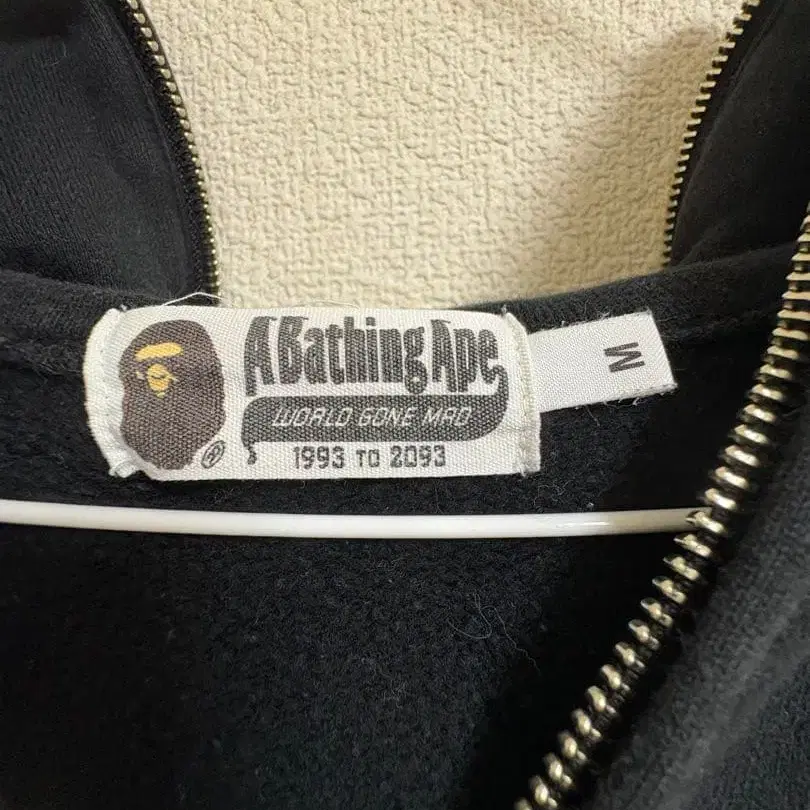 A Bathing Ape
WORLD GONE MAD
1993 TO 2093
®
M